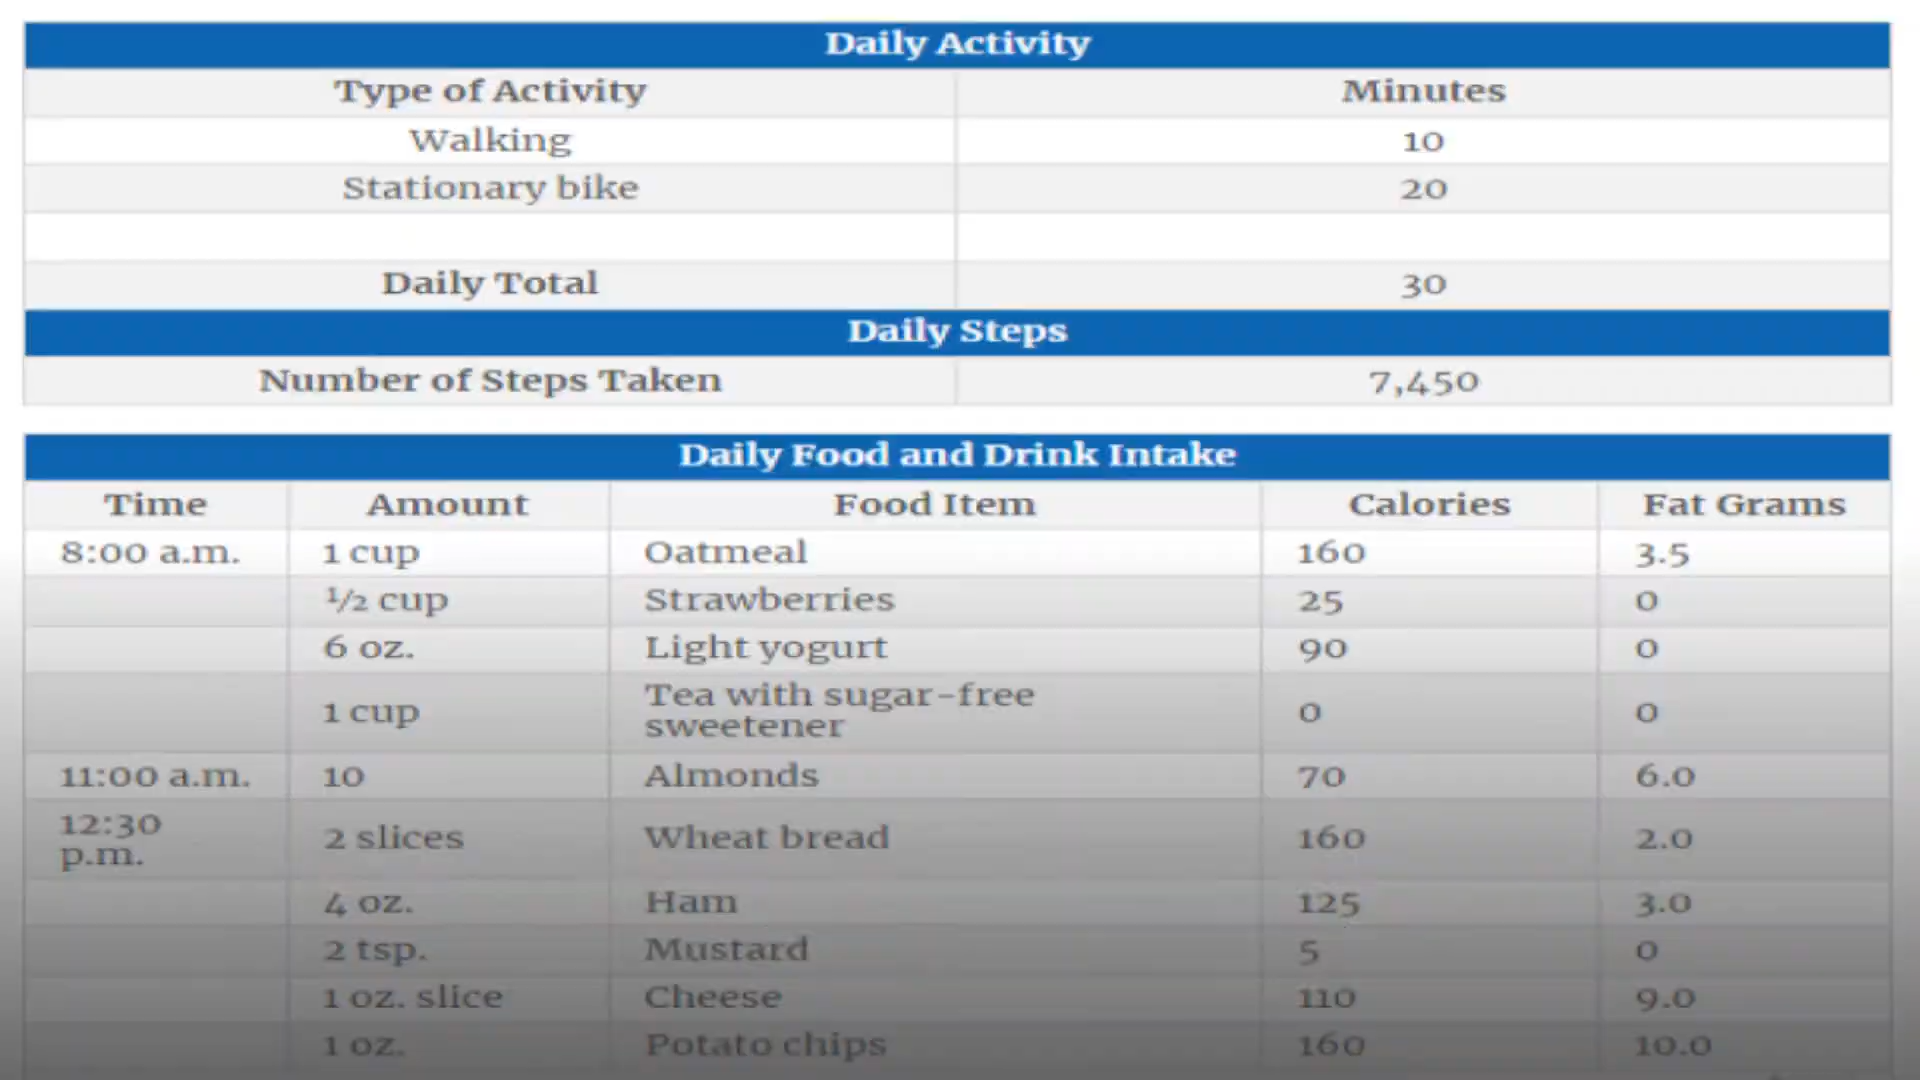 Daily Activity
Type of Activity Minutes
Walking 10
Stationary bike 20
Daily Total 30
Daily Steps
Number of Steps Taken 7,450
Daily Food and Drink Intake
Time Amount Food Item Calories Fat Grams
8:00 a.m. 1 cup Oatmeal 160 3.5
½ cup Strawberries 25 0
6 oz. Light yogurt 90 0
1 cup Tea with sugar-free
sweetener 0 0
11:00 a.m. 10 Almonds 70 6.0
12:30
p.m. 2 slices Wheat bread 160 2.0
4 oz. Ham 125 3.0
2 tsp. Mustard 5 0
1 oz. slice Cheese 110 9.0
1 oz. Potato chips 160 10.0